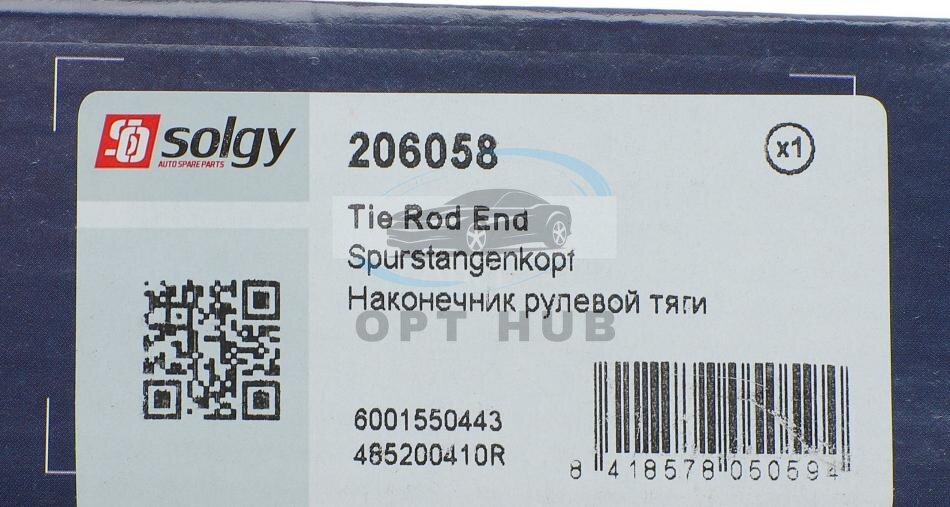 solgy
AUTO SPARE PARTS
206058
x1
Tie Rod End
Spurstangenkopf
Наконечник рулевой тяги
OPT HUB
6001550443
485200410R
8 418578 050594